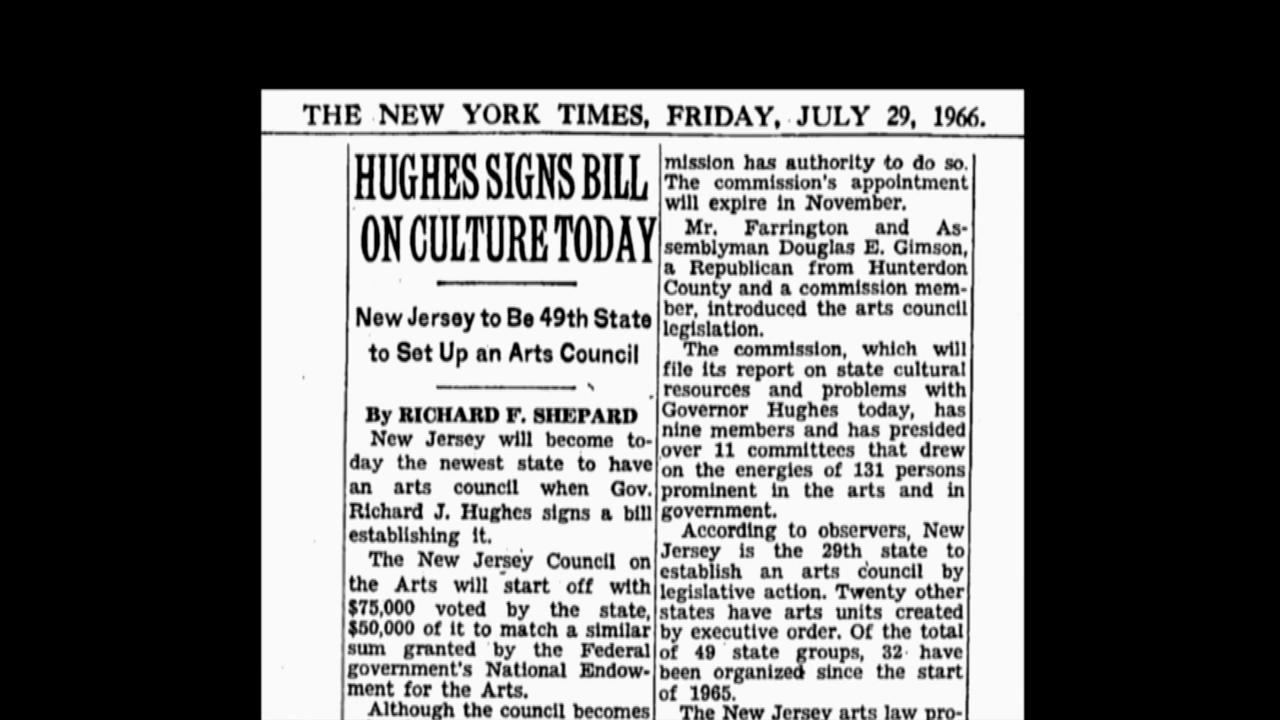 THE NEW YORK TIMES, FRIDAY, JULY 29, 1966.
HUGHES SIGNS BILL
ON CULTURE TODAY
New Jersey to Be 49th State
to Set Up an Arts Council
By RICHARD F. SHEPARD
New Jersey will become to-
day the newest state to have
an arts council when Gov.
Richard J. Hughes signs a bill
establishing it.
The New Jersey Council on
the Arts will start off with
$75,000 voted by the state,
$50,000 of it to match a similar
sum granted by the Federal
government's National Endow-
ment for the Arts.
Although the council becomes
mission has authority to do so.
The commission's appointment
will expire in November.
Mr. Farrington and As-
semblyman Douglas E. Gimson,
a Republican from Hunterdon
County and a commission mem-
ber, introduced the arts council
legislation.
The commission, which will
file its report on state cultural
resources and problems with
Governor Hughes today, has
nine members and has presided
over 11 committees that drew
on the energies of 131 persons
prominent in the arts and in
government.
According to observers, New
Jersey is the 29th state to
establish an arts council by
legislative action. Twenty other
states have arts units created
by executive order. Of the total
of 49 state groups, 32 have
been organized since the start
of 1965.
The New Jersey arts law pro-